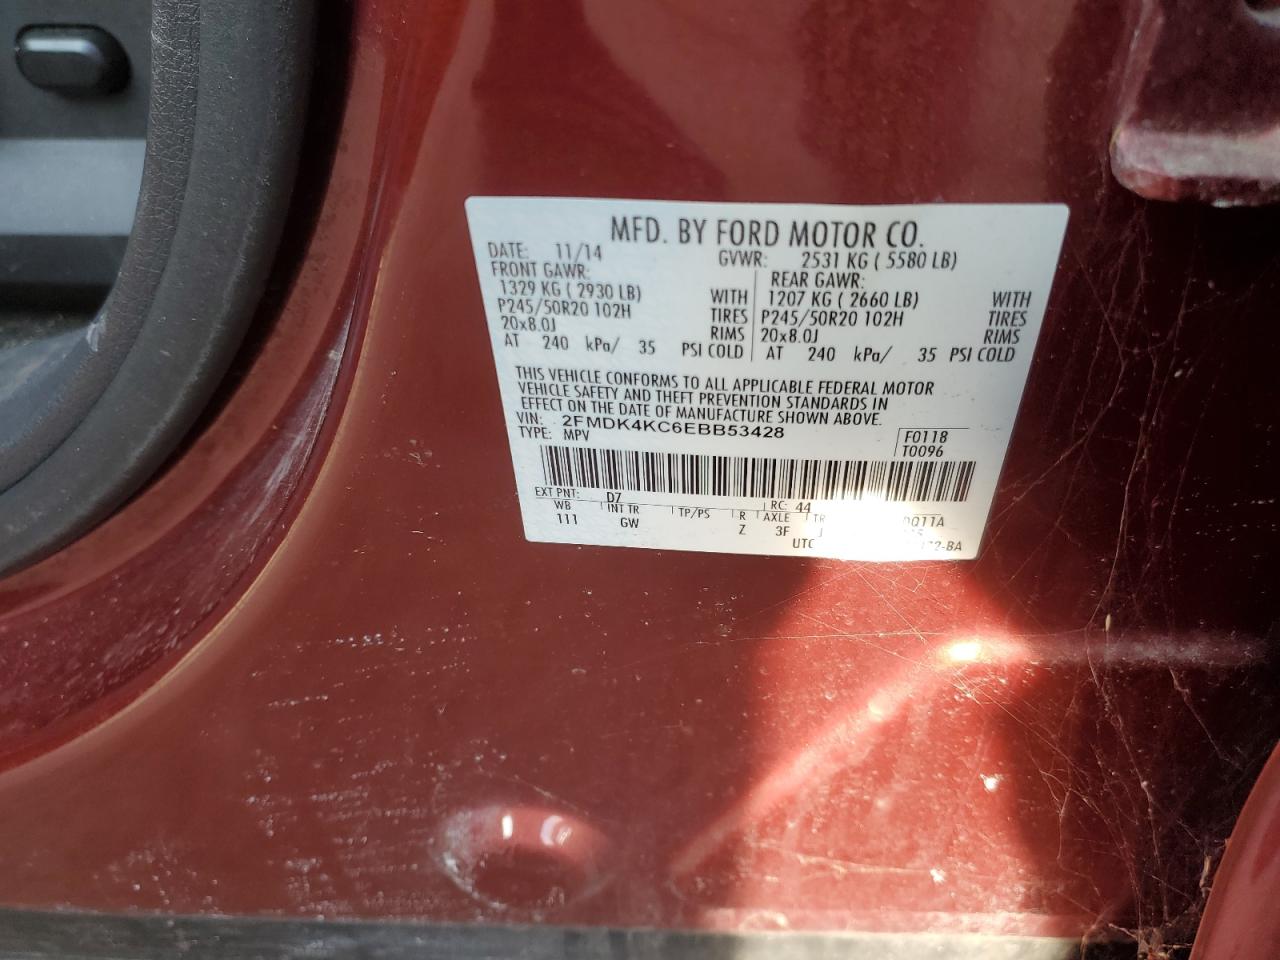 MFD. BY FORD MOTOR CO.
DATE: 11/14 GVWR: 2531 KG ( 5580 LB)
FRONT GAWR: REAR GAWR:
1329 KG ( 2930 LB) WITH 1207 KG ( 2660 LB) WITH
P245/50R20 102H TIRES P245/50R20 102H TIRES
20x8.0J RIMS 20x8.0J RIMS
AT 240 kPa/ 35 PSI COLD AT 240 kPa/ 35 PSI COLD
THIS VEHICLE CONFORMS TO ALL APPLICABLE FEDERAL MOTOR
VEHICLE SAFETY AND THEFT PREVENTION STANDARDS IN
EFFECT ON THE DATE OF MANUFACTURE SHOWN ABOVE.
VIN: 2FMDK4KC6EBB53428 F0118
TYPE: MPV T0096
EXT PNT: D7 RC: 44
WB INT TR TP/PS R AXLE TR
111 GW Z 3F J